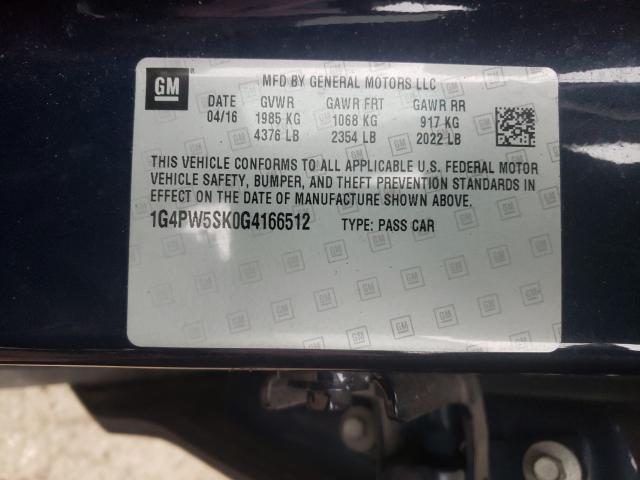 GM ®
MFD BY GENERAL MOTORS LLC
DATE GVWR GAWR FRT GAWR RR
04/16 1985 KG 1068 KG 917 KG
4376 LB 2354 LB 2022 LB
THIS VEHICLE CONFORMS TO ALL APPLICABLE U.S. FEDERAL MOTOR
VEHICLE SAFETY, BUMPER, AND THEFT PREVENTION STANDARDS IN
EFFECT ON THE DATE OF MANUFACTURE SHOWN ABOVE.
1G4PW5SK0G4166512 TYPE: PASS CAR